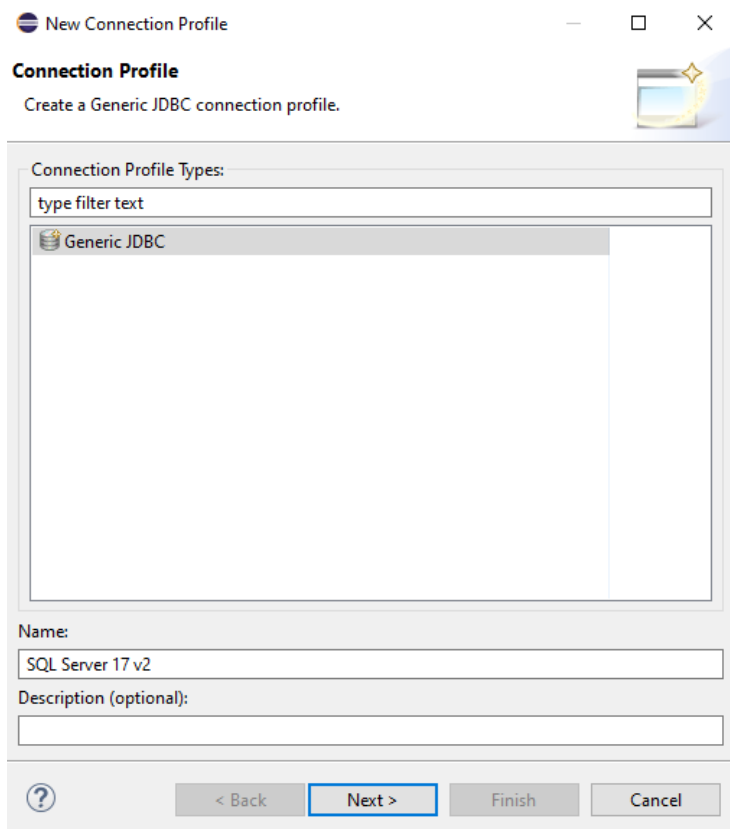 New Connection Profile
Connection Profile
Create a Generic JDBC connection profile.
Connection Profile Types:
type filter text
Generic JDBC
Name:
SQL Server 17 v2
Description (optional):
?
< Back
Next >
Finish
Cancel